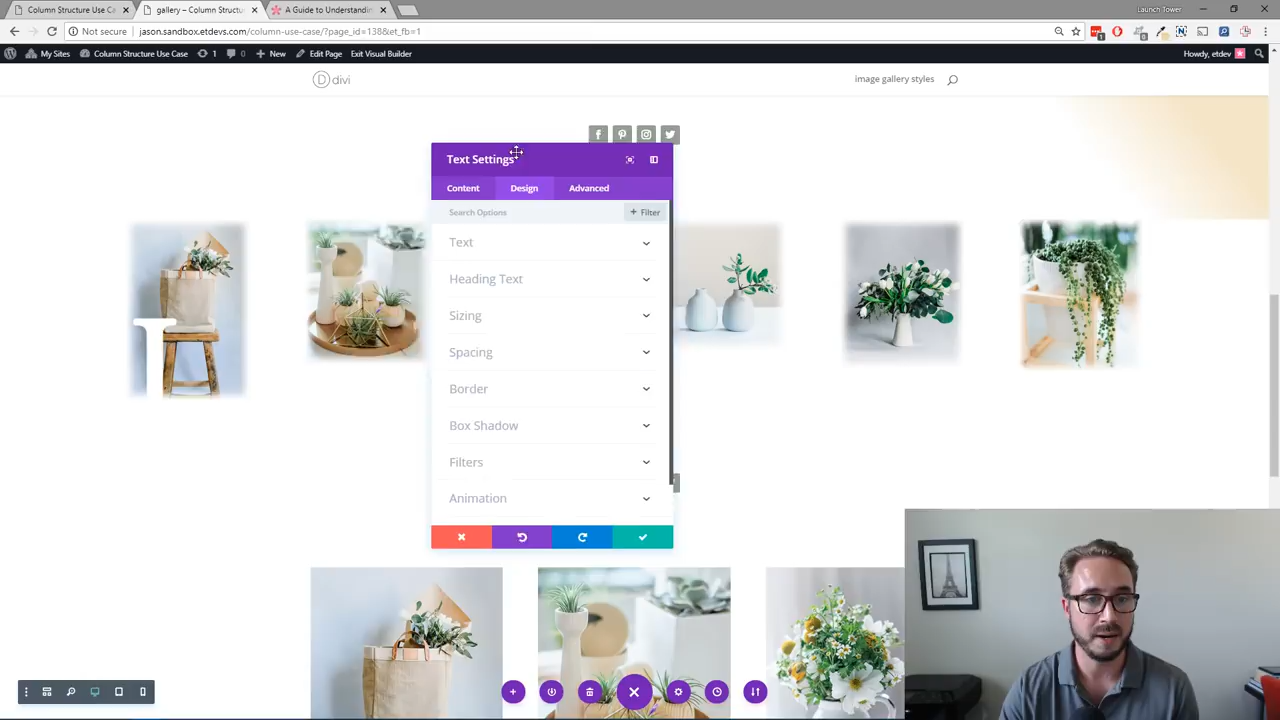 Column Structure Use Ca
gallery – Column Structur
A Guide to Understandin
Launch Tower
Not secure
jason.sandbox.etdevs.com/column-use-case/?page_id=138&et_fb=1
My Sites
Column Structure Use Case
1
0
New
Edit Page
Exit Visual Builder
Howdy, etdev
divi
image gallery styles
Text Settings
Content
Design
Advanced
Search Options
+ Filter
Text
Heading Text
Sizing
Spacing
Border
Box Shadow
Filters
Animation